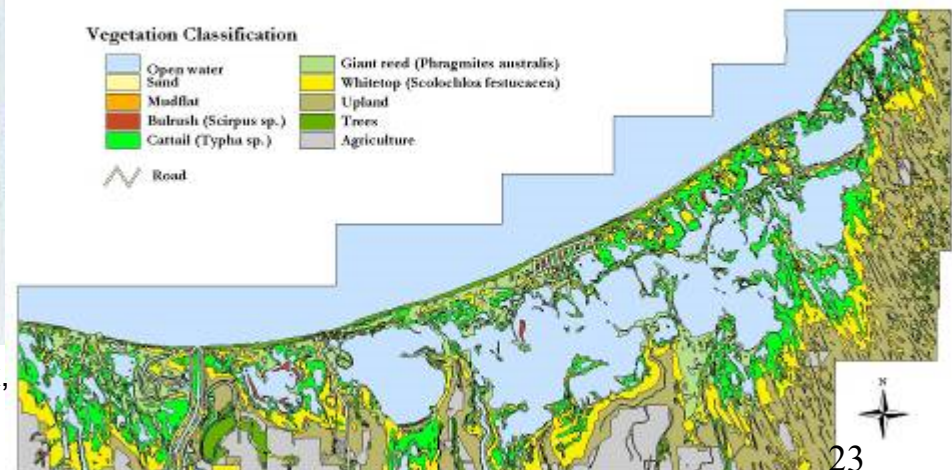 Vegetation Classification
Open water
Sand
Mudflat
Bulrush (Scirpus sp.)
Cattail (Typha sp.)
Road
Giant reed (Phragmites australis)
Whitetop (Scolochloa festucacea)
Upland
Trees
Agriculture
,
N
23